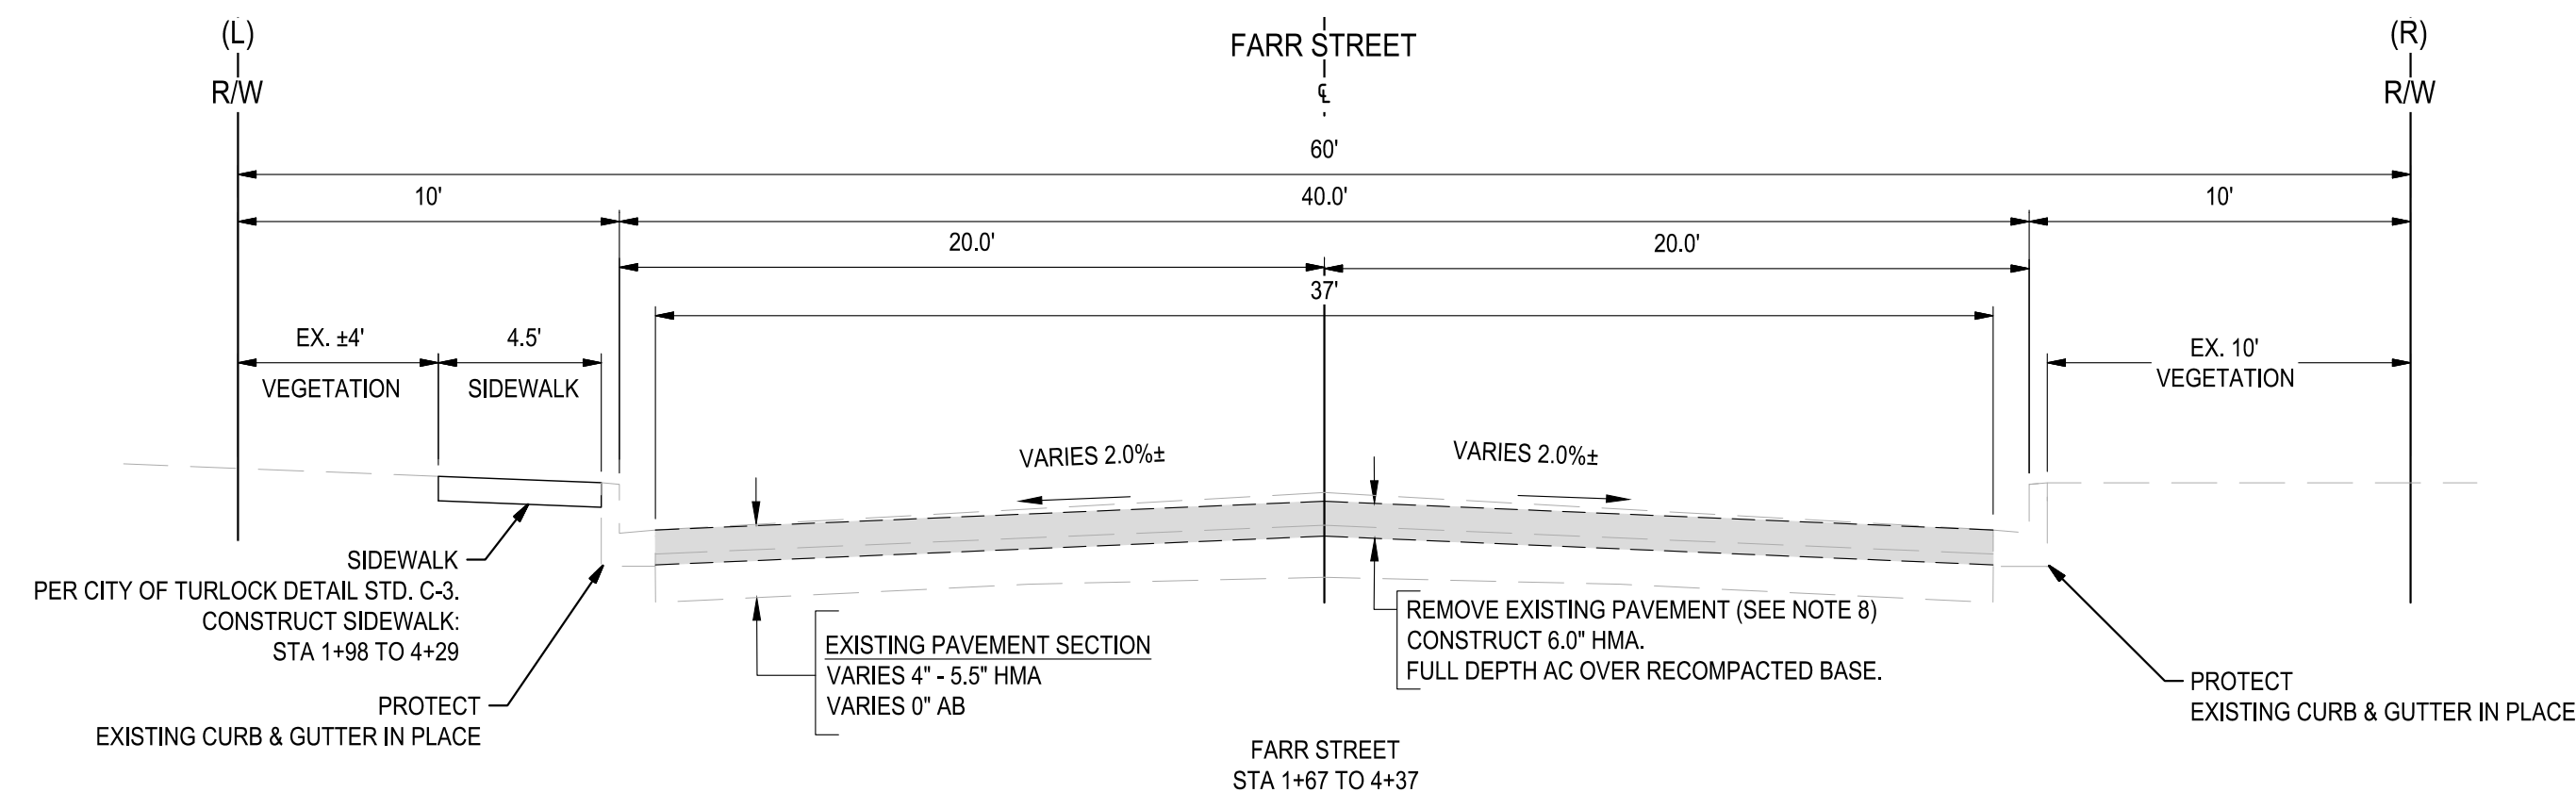 (L)
FARR STREET
(R)
R/W
℄
R/W
60'
10'
40.0'
10'
20.0'
20.0'
37'
EX. ±4'
4.5'
EX. 10'
VEGETATION
SIDEWALK
VEGETATION
VARIES 2.0%±
VARIES 2.0%±
SIDEWALK
PER CITY OF TURLOCK DETAIL STD. C-3.
CONSTRUCT SIDEWALK:
STA 1+98 TO 4+29
PROTECT
EXISTING CURB & GUTTER IN PLACE
EXISTING PAVEMENT SECTION
VARIES 4" - 5.5" HMA
VARIES 0" AB
REMOVE EXISTING PAVEMENT (SEE NOTE 8)
CONSTRUCT 6.0" HMA.
FULL DEPTH AC OVER RECOMPACTED BASE.
PROTECT
EXISTING CURB & GUTTER IN PLACE
FARR STREET
STA 1+67 TO 4+37